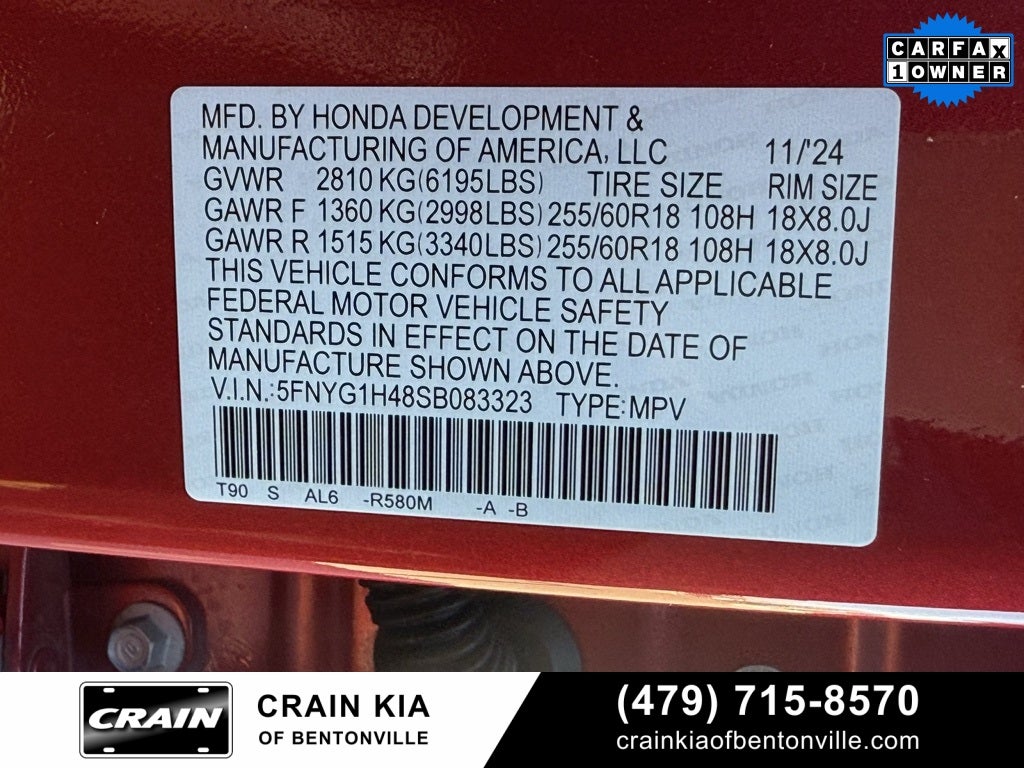 CARFAX
1 OWNER
MFD. BY HONDA DEVELOPMENT &
MANUFACTURING OF AMERICA, LLC 11/'24
GVWR 2810 KG(6195LBS) TIRE SIZE RIM SIZE
GAWR F 1360 KG(2998LBS) 255/60R18 108H 18X8.0J
GAWR R 1515 KG(3340LBS) 255/60R18 108H 18X8.0J
THIS VEHICLE CONFORMS TO ALL APPLICABLE
FEDERAL MOTOR VEHICLE SAFETY
STANDARDS IN EFFECT ON THE DATE OF
MANUFACTURE SHOWN ABOVE.
V.I.N.:5FNYG1H48SB083323 TYPE:MPV
T90 S AL6 -R580M -A -B
CRAIN
CRAIN KIA
OF BENTONVILLE
(479) 715-8570
crainkiaofbentonville.com